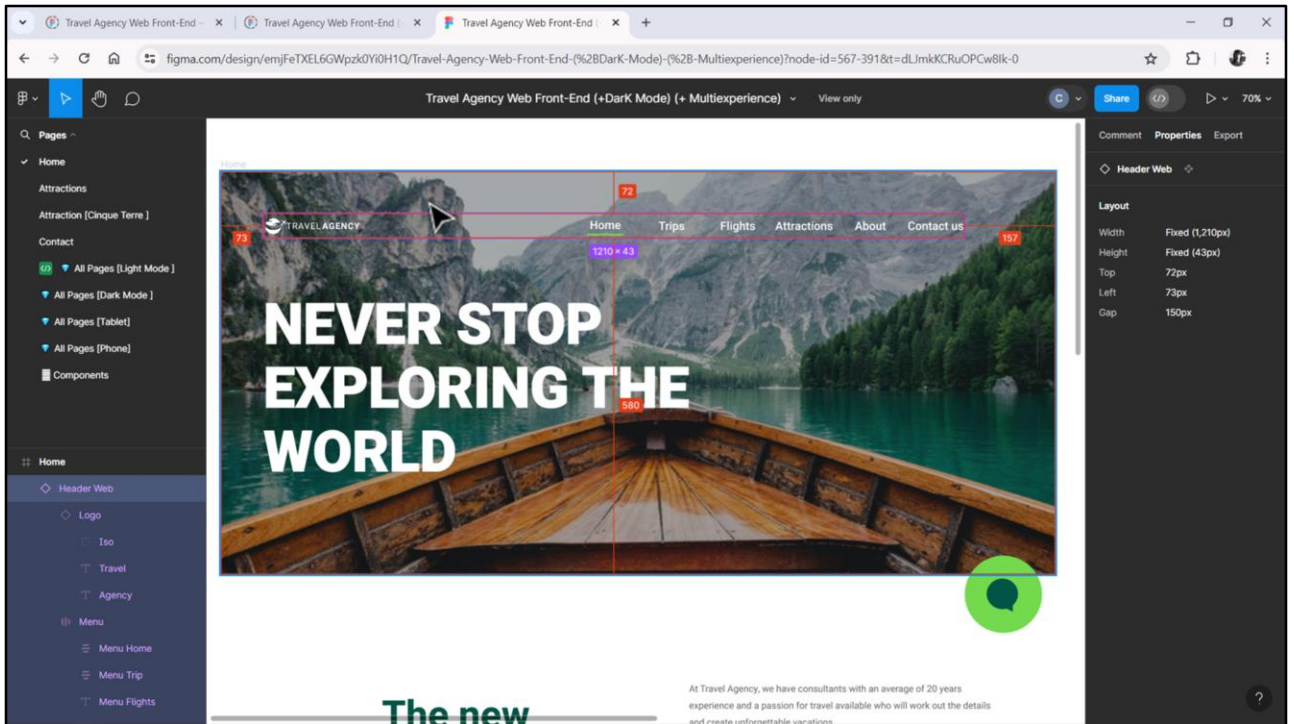 Travel Agency Web Front-End -
Travel Agency Web Front-End (
Travel Agency Web Front-End (
figma.com/design/emjFeTXEL6GWpzk0Yi0H1Q/Travel-Agency-Web-Front-End-(%2BDarK-Mode)-(%2B-Multiexperience)?node-id=567-391&t=dLJmkKCRuOPCw8Ik-0
Travel Agency Web Front-End (+DarK Mode) (+ Multiexperience)
View only
C
Share
70%
Pages
Home
Attractions
Attraction [Cinque Terre ]
Contact
All Pages [Light Mode ]
All Pages [Dark Mode ]
All Pages [Tablet]
All Pages [Phone]
Components
Home
Header Web
Logo
Iso
Travel
Agency
Menu
Menu Home
Menu Trip
Menu Flights
Home
72
TRAVELAGENCY
Home Trips Flights Attractions About Contact us
73
157
1210 × 43
NEVER STOP
EXPLORING THE
WORLD
580
The new
At Travel Agency, we have consultants with an average of 20 years
experience and a passion for travel available who will work out the details
and create unforgettable vacations.
Comment Properties Export
Header Web
Layout
Width Fixed (1,210px)
Height Fixed (43px)
Top 72px
Left 73px
Gap 150px
?